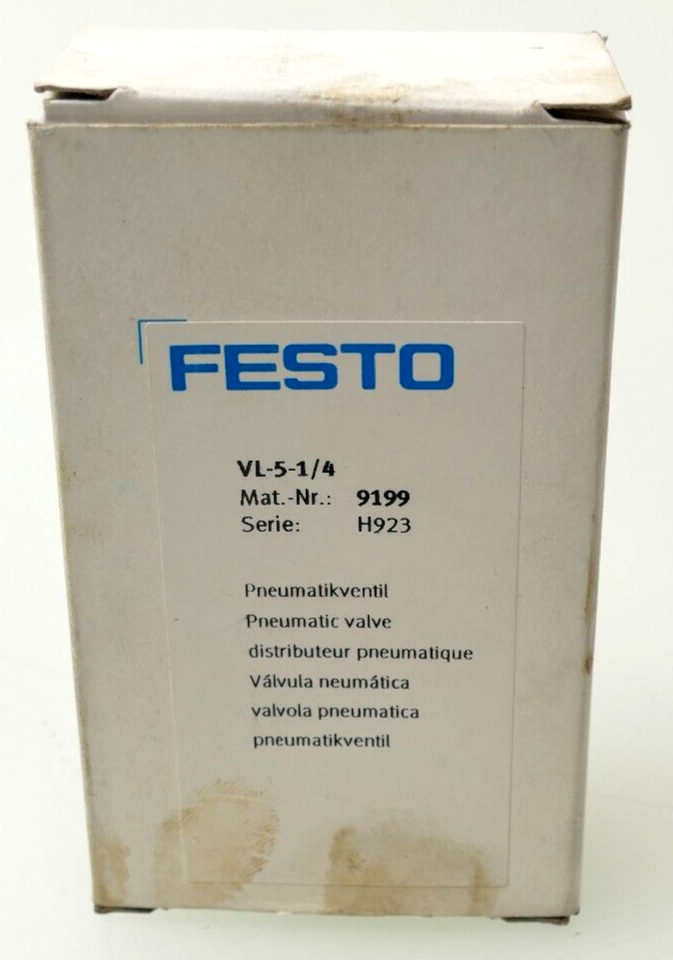 FESTO
VL-5-1/4
Mat.-Nr.: 9199
Serie: H923
Pneumatikventil
Pneumatic valve
distributeur pneumatique
Válvula neumática
valvola pneumatica
pneumatikventil